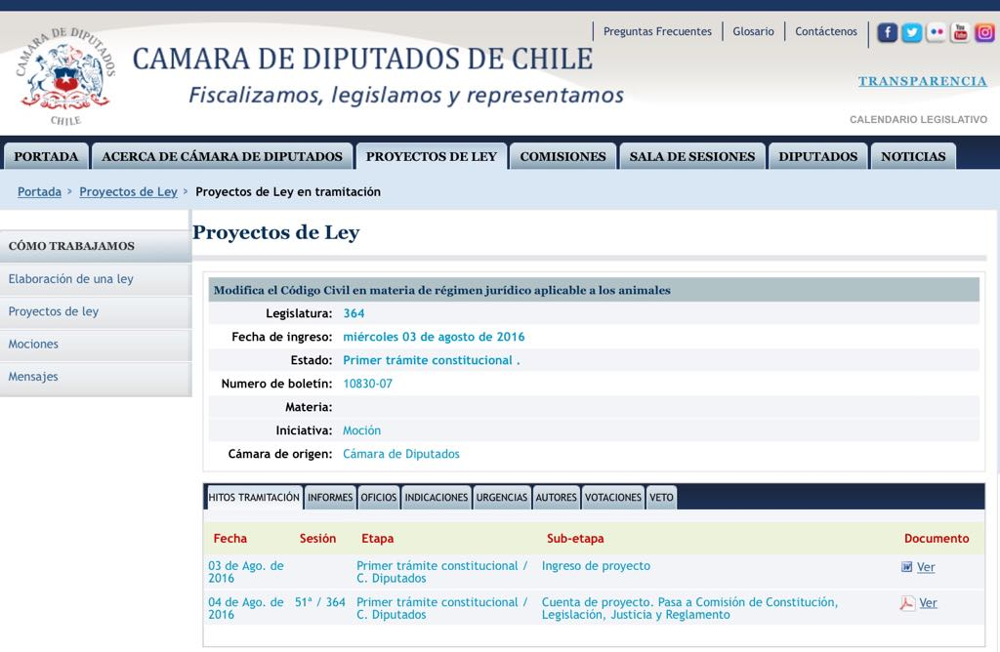 CAMARA DE DIPUTADOS
CHILE
CAMARA DE DIPUTADOS DE CHILE
Fiscalizamos, legislamos y representamos
Preguntas Frecuentes
Glosario
Contáctenos
You Tube
TRANSPARENCIA
CALENDARIO LEGISLATIVO
PORTADA
ACERCA DE CÁMARA DE DIPUTADOS
PROYECTOS DE LEY
COMISIONES
SALA DE SESIONES
DIPUTADOS
NOTICIAS
Portada > Proyectos de Ley > Proyectos de Ley en tramitación
CÓMO TRABAJAMOS
Elaboración de una ley
Proyectos de ley
Mociones
Mensajes
Proyectos de Ley
Modifica el Código Civil en materia de régimen jurídico aplicable a los animales
Legislatura: 364
Fecha de ingreso: miércoles 03 de agosto de 2016
Estado: Primer trámite constitucional .
Numero de boletín: 10830-07
Materia:
Iniciativa: Moción
Cámara de origen: Cámara de Diputados
HITOS TRAMITACIÓN INFORMES OFICIOS INDICACIONES URGENCIAS AUTORES VOTACIONES VETO
Fecha Sesión Etapa Sub-etapa Documento
03 de Ago. de 2016 Primer trámite constitucional / C. Diputados Ingreso de proyecto Ver
04 de Ago. de 2016 51ª / 364 Primer trámite constitucional / C. Diputados Cuenta de proyecto. Pasa a Comisión de Constitución, Legislación, Justicia y Reglamento Ver